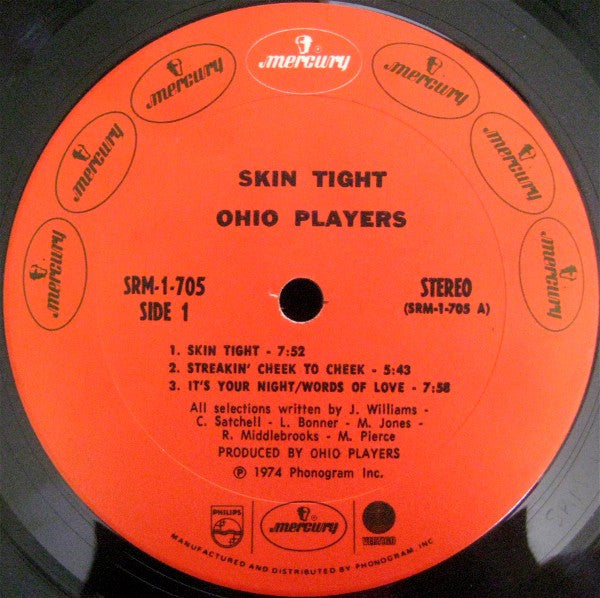 mercury
mercury
mercury
mercury
mercury
mercury
mercury
SKIN TIGHT
OHIO PLAYERS
SRM-1-705
SIDE 1
STEREO
(SRM-1-705 A)
1. SKIN TIGHT - 7:52
2. STREAKIN' CHEEK TO CHEEK - 5:43
3. IT'S YOUR NIGHT/WORDS OF LOVE - 7:58
All selections written by J. Williams -
C. Satchell - L. Bonner - M. Jones -
R. Middlebrooks - M. Pierce
PRODUCED BY OHIO PLAYERS
℗ 1974 Phonogram Inc.
PHILIPS
mercury
VERTIGO
MANUFACTURED AND DISTRIBUTED BY PHONOGRAM, INC